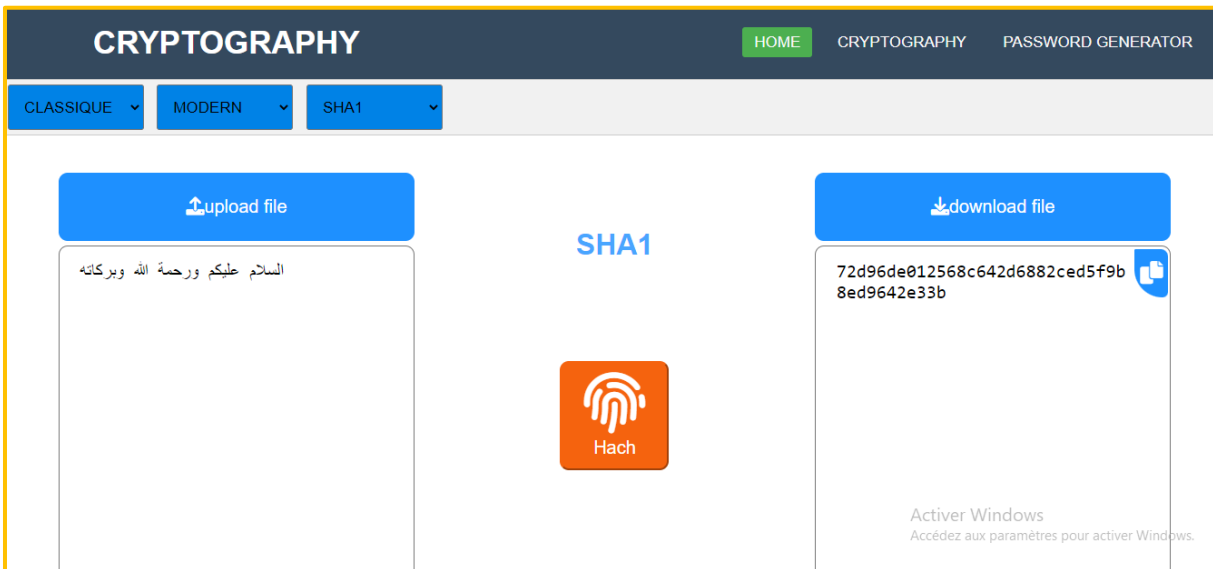 CRYPTOGRAPHY
HOME CRYPTOGRAPHY PASSWORD GENERATOR
CLASSIQUE MODERN SHA1
upload file
download file
SHA1
السلام عليكم ورحمة الله وبركاته
72d96de012568c642d6882ced5f9b
8ed9642e33b
Hach
Activer Windows
Accédez aux paramètres pour activer Windows.